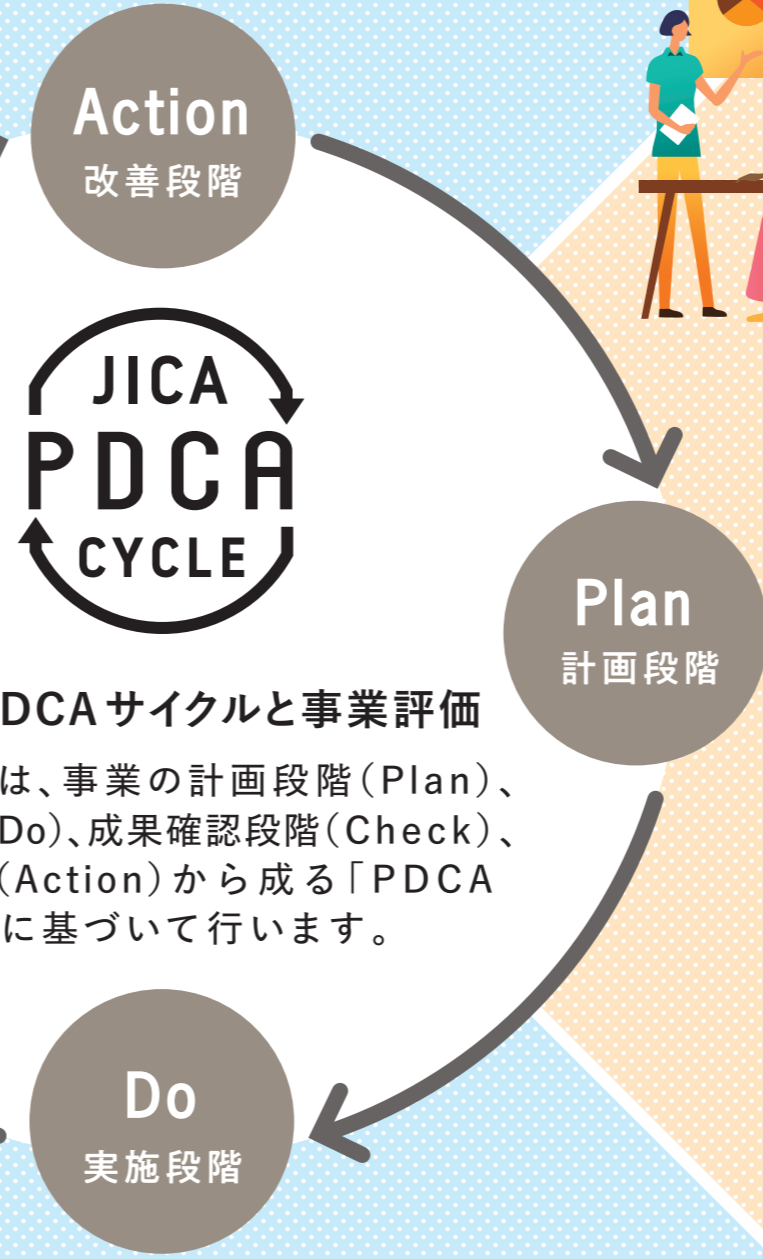 Action
改善段階
JICA
PDCA
CYCLE
Plan
計画段階
DCAサイクルと事業評価
は、事業の計画段階(Plan)、
Do)、成果確認段階(Check)、
(Action)から成る「PDCA
に基づいて行います。
Do
実施段階